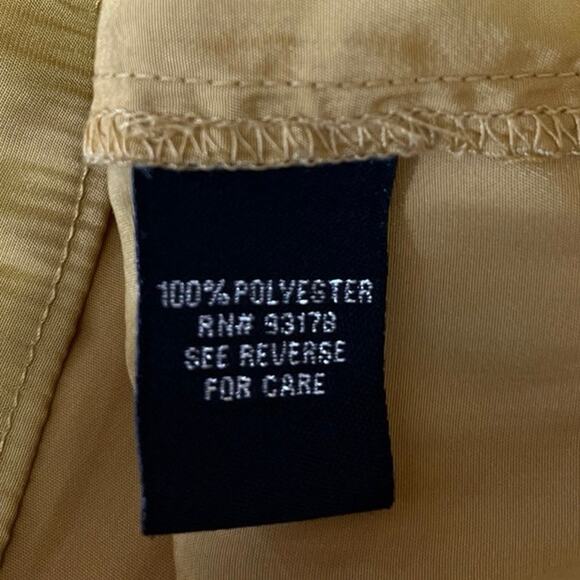 100% POLYESTER
RN# 93178
SEE REVERSE
FOR CARE